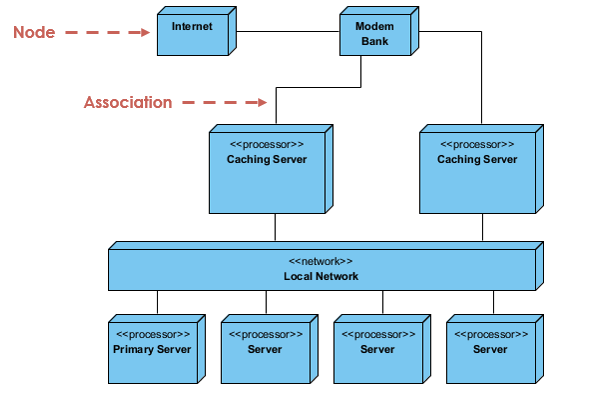 Node
Internet
Modem
Bank
Association
<<processor>>
Caching Server
<<processor>>
Caching Server
<<network>>
Local Network
<<processor>>
Primary Server
<<processor>>
Server
<<processor>>
Server
<<processor>>
Server